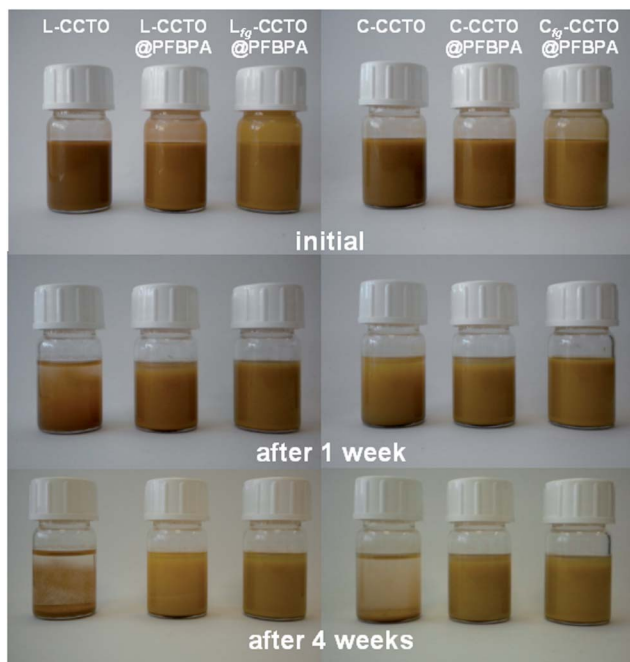 L-CCTO
L-CCTO
@PFBPA
Lfg-CCTO
@PFBPA
C-CCTO
C-CCTO
@PFBPA
Cfg-CCTO
@PFBPA
initial
after 1 week
after 4 weeks